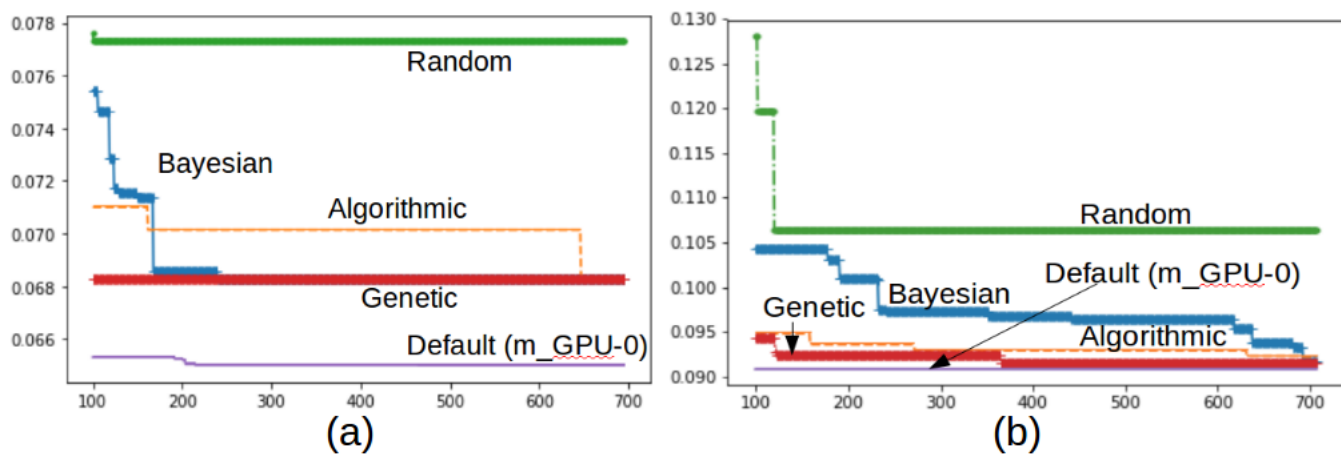 0.078
0.076
0.074
0.072
0.070
0.068
0.066
Random
Bayesian
Algorithmic
Genetic
Default (m_GPU-0)
100 200 300 400 500 600 700
(a)
0.130
0.125
0.120
0.115
0.110
0.105
0.100
0.095
0.090
Random
Default (m_GPU-0)
Bayesian
Genetic
Algorithmic
100 200 300 400 500 600 700
(b)